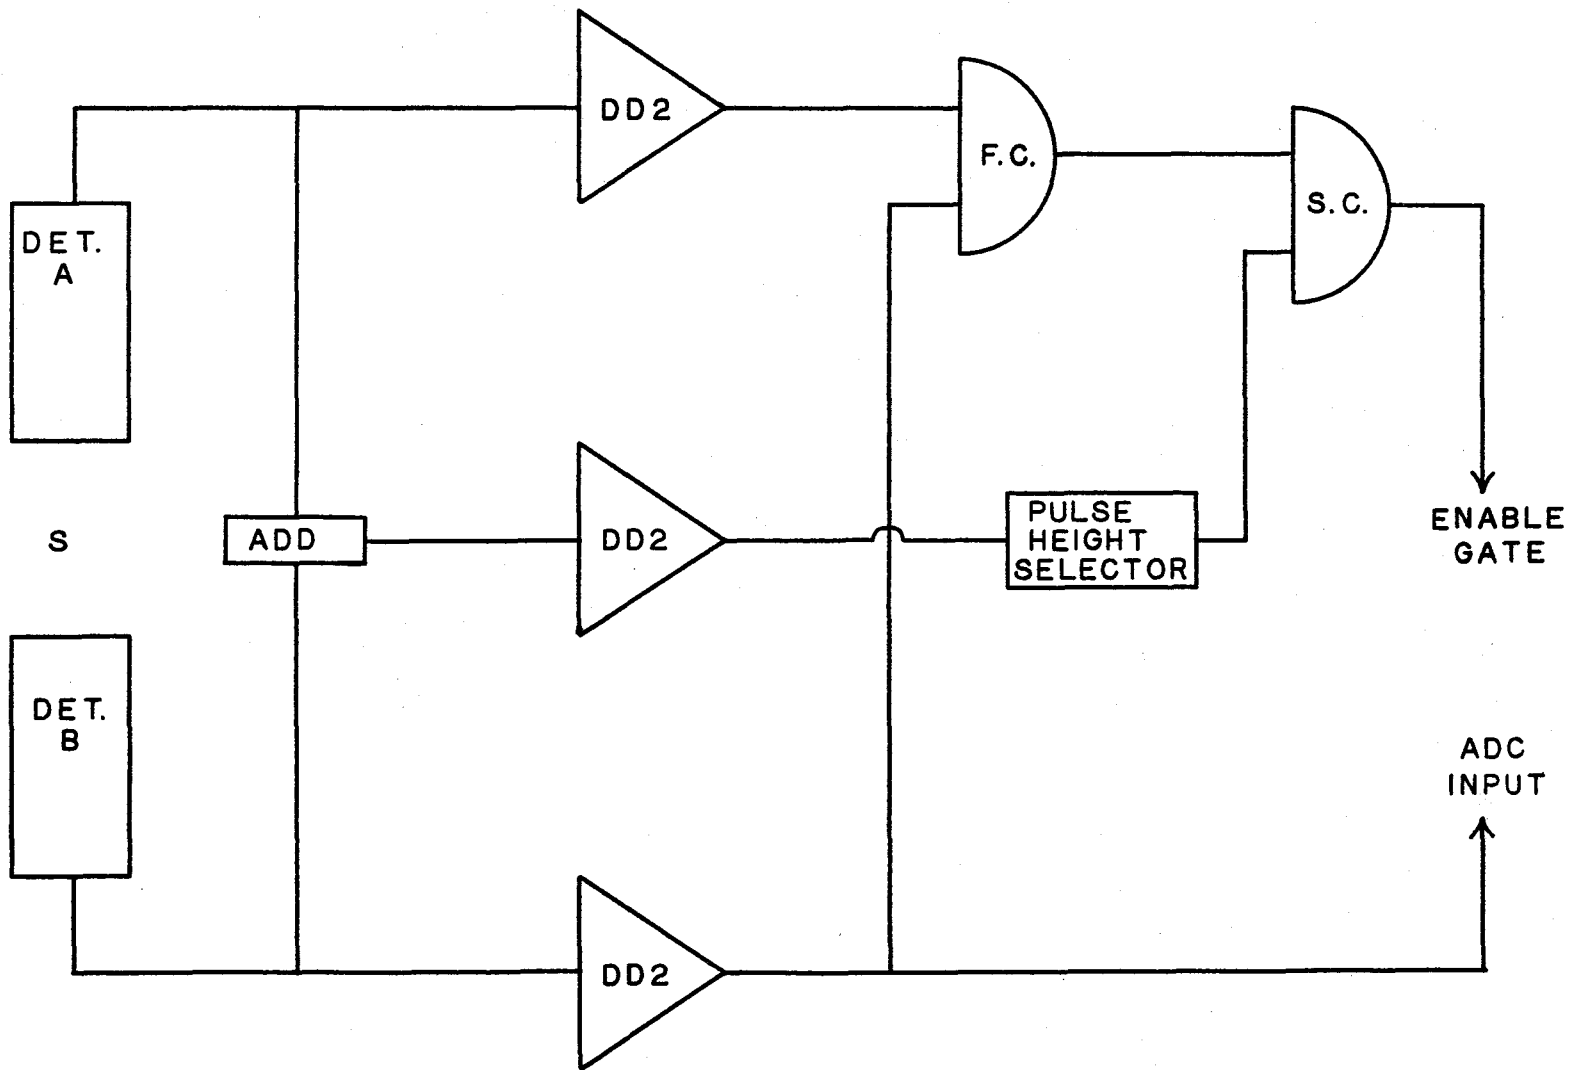 DD2
F.C.
S.C.
DET.
A
S
ADD
DD2
PULSE
HEIGHT
SELECTOR
ENABLE
GATE
DET.
B
ADC
INPUT
DD2